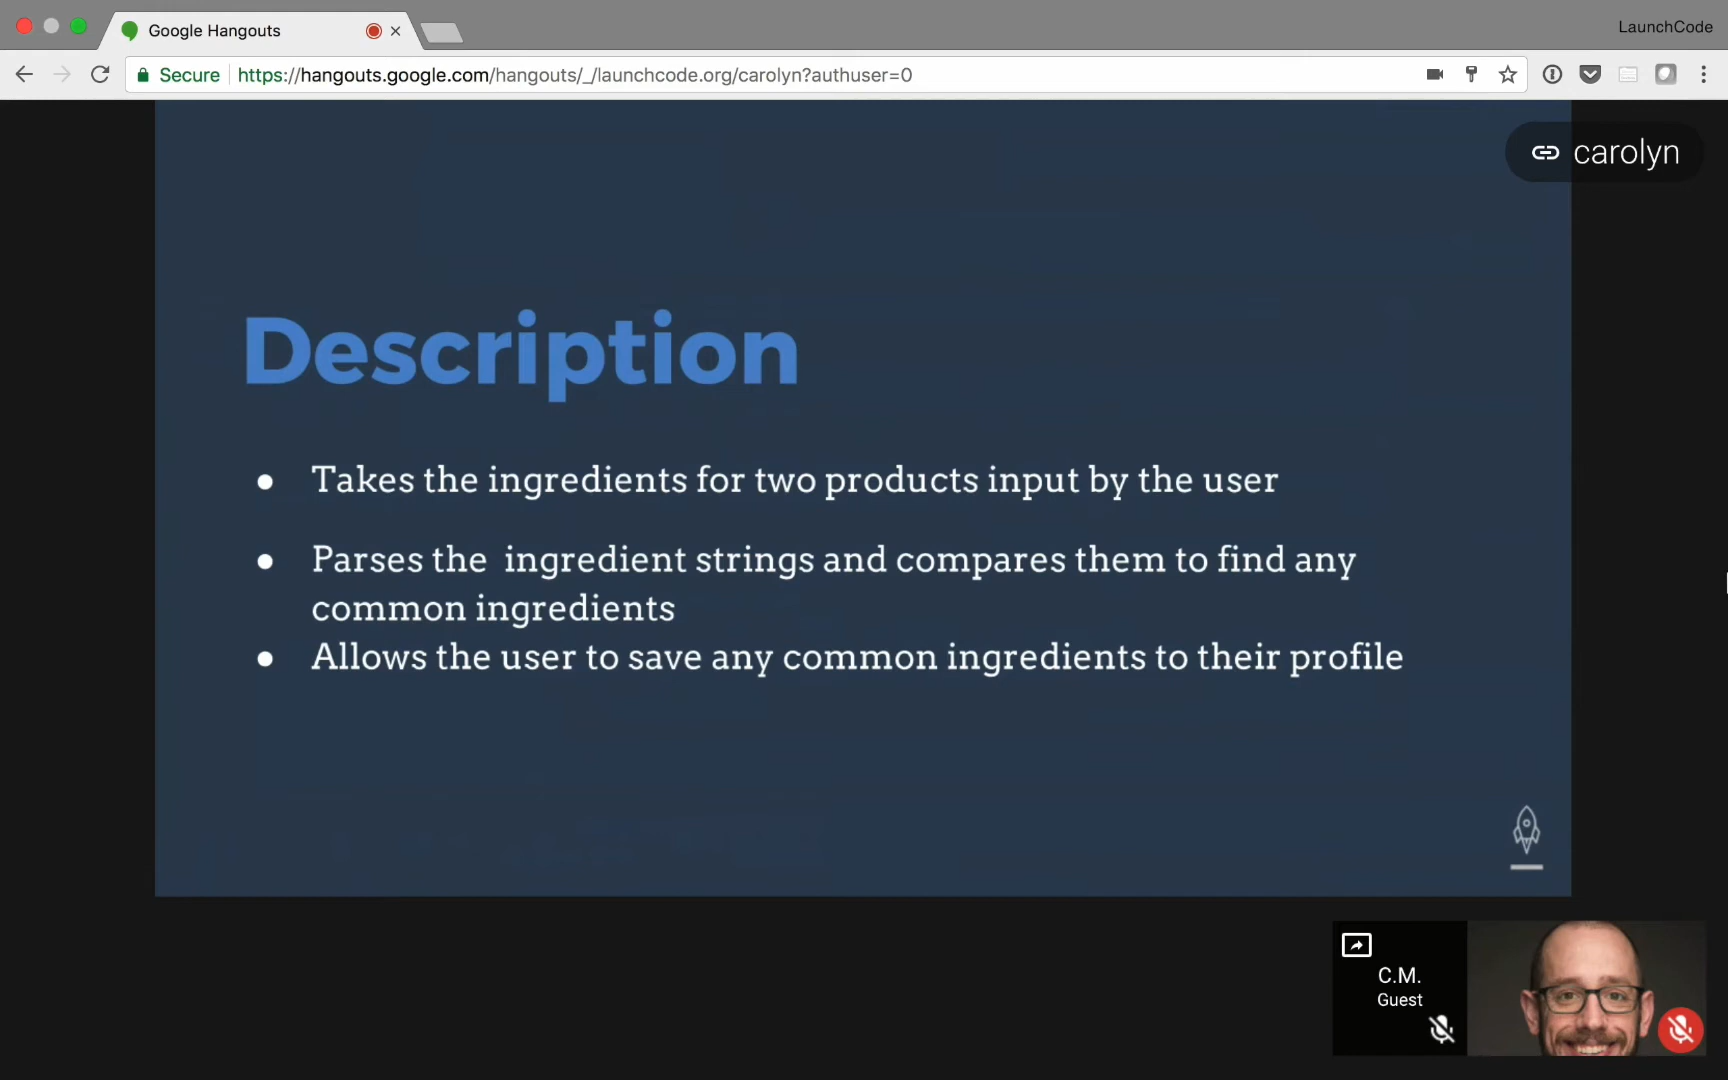 Google Hangouts
LaunchCode
Secure https://hangouts.google.com/hangouts/_/launchcode.org/carolyn?authuser=0
carolyn
Description
● Takes the ingredients for two products input by the user
● Parses the ingredient strings and compares them to find any
common ingredients
● Allows the user to save any common ingredients to their profile
C.M.
Guest